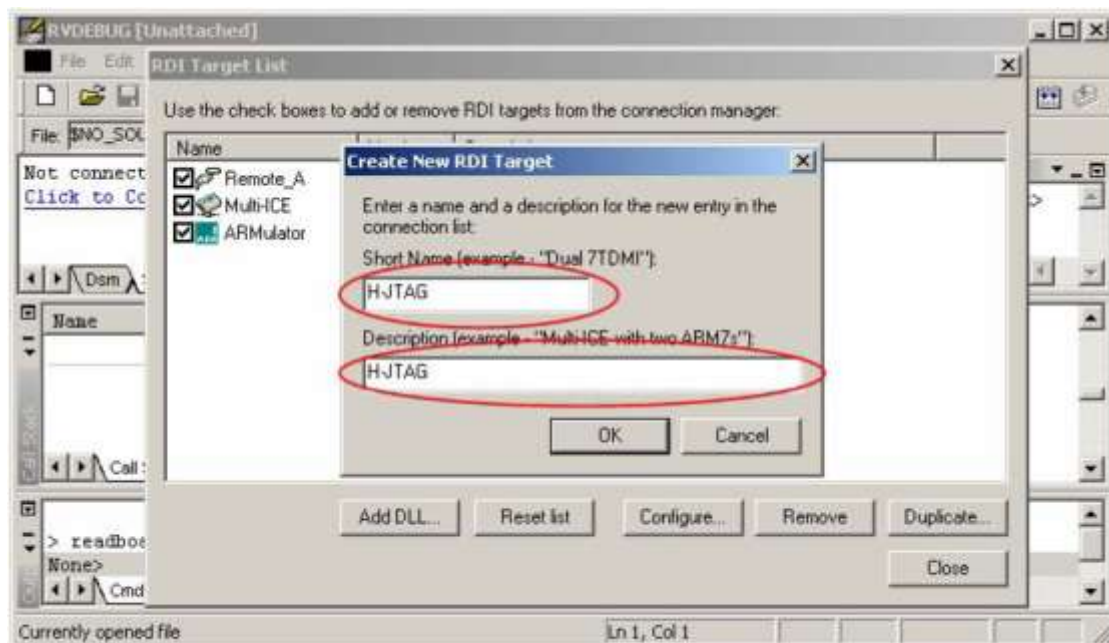 RVDEBUG [Unattached]
File Edit
RDI Target List
Use the check boxes to add or remove RDI targets from the connection manager:
File: $NO_SOU
Name
Create New RDI Target
Not connect
Click to Co
Remote_A
Multi-ICE
ARMulator
Enter a name and a description for the new entry in the
connection list:
Short Name (example - "Dual 7TDMI"):
H-JTAG
Dsm
Name
Description (example - "Multi-ICE with two ARM7s"):
H-JTAG
OK Cancel
Call
Add DLL... Reset list Configure... Remove Duplicate...
> readboa
None>
Close
Cmd
Currently opened file
Ln 1, Col 1